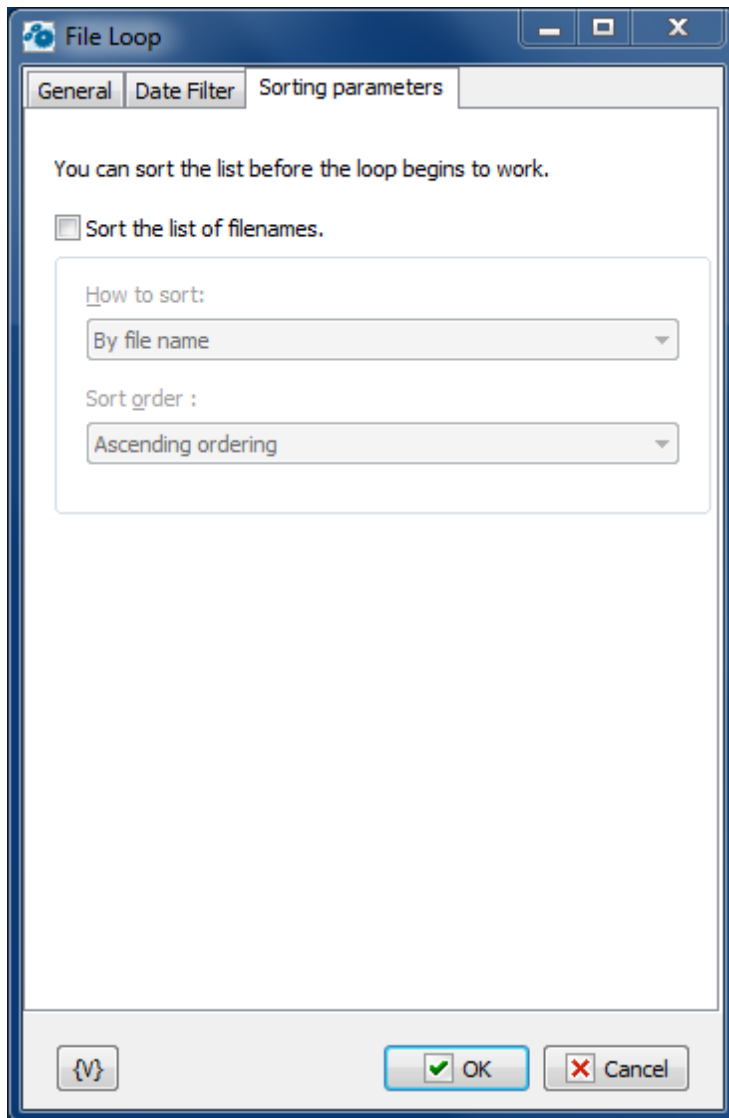 File Loop
General Date Filter Sorting parameters
You can sort the list before the loop begins to work.
Sort the list of filenames.
How to sort:
By file name
Sort order :
Ascending ordering
{V} OK Cancel